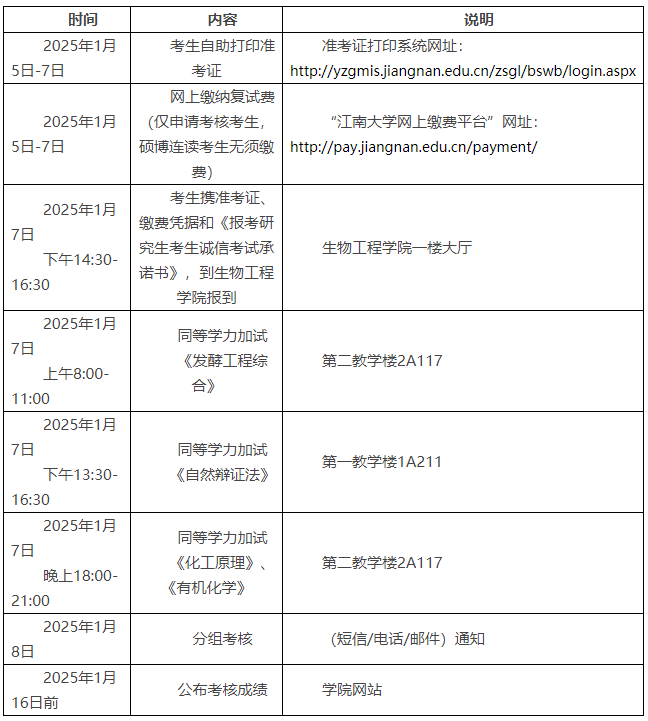 时间 内容 说明
2025年1月
5日-7日
考生自助打印准
考证
准考证打印系统网址：
http://yzgmis.jiangnan.edu.cn/zsgl/bswb/login.aspx
2025年1月
5日-7日
网上缴纳复试费
（仅申请考核考生，
硕博连读考生无须缴
费）
“江南大学网上缴费平台”网址：
http://pay.jiangnan.edu.cn/payment/
2025年1月
7日
下午14:30-
16:30
考生携准考证、
缴费凭据和《报考研
究生考生诚信考试承
诺书》，到生物工程
学院报到
生物工程学院一楼大厅
2025年1月
7日
上午8:00-
11:00
同等学力加试
《发酵工程综
合》
第二教学楼2A117
2025年1月
7日
下午13:30-
16:30
同等学力加试
《自然辩证法》
第一教学楼1A211
2025年1月
7日
晚上18:00-
21:00
同等学力加试
《化工原理》、
《有机化学》
第二教学楼2A117
2025年1月
8日
分组考核
（短信/电话/邮件）通知
2025年1月
16日前
公布考核成绩
学院网站